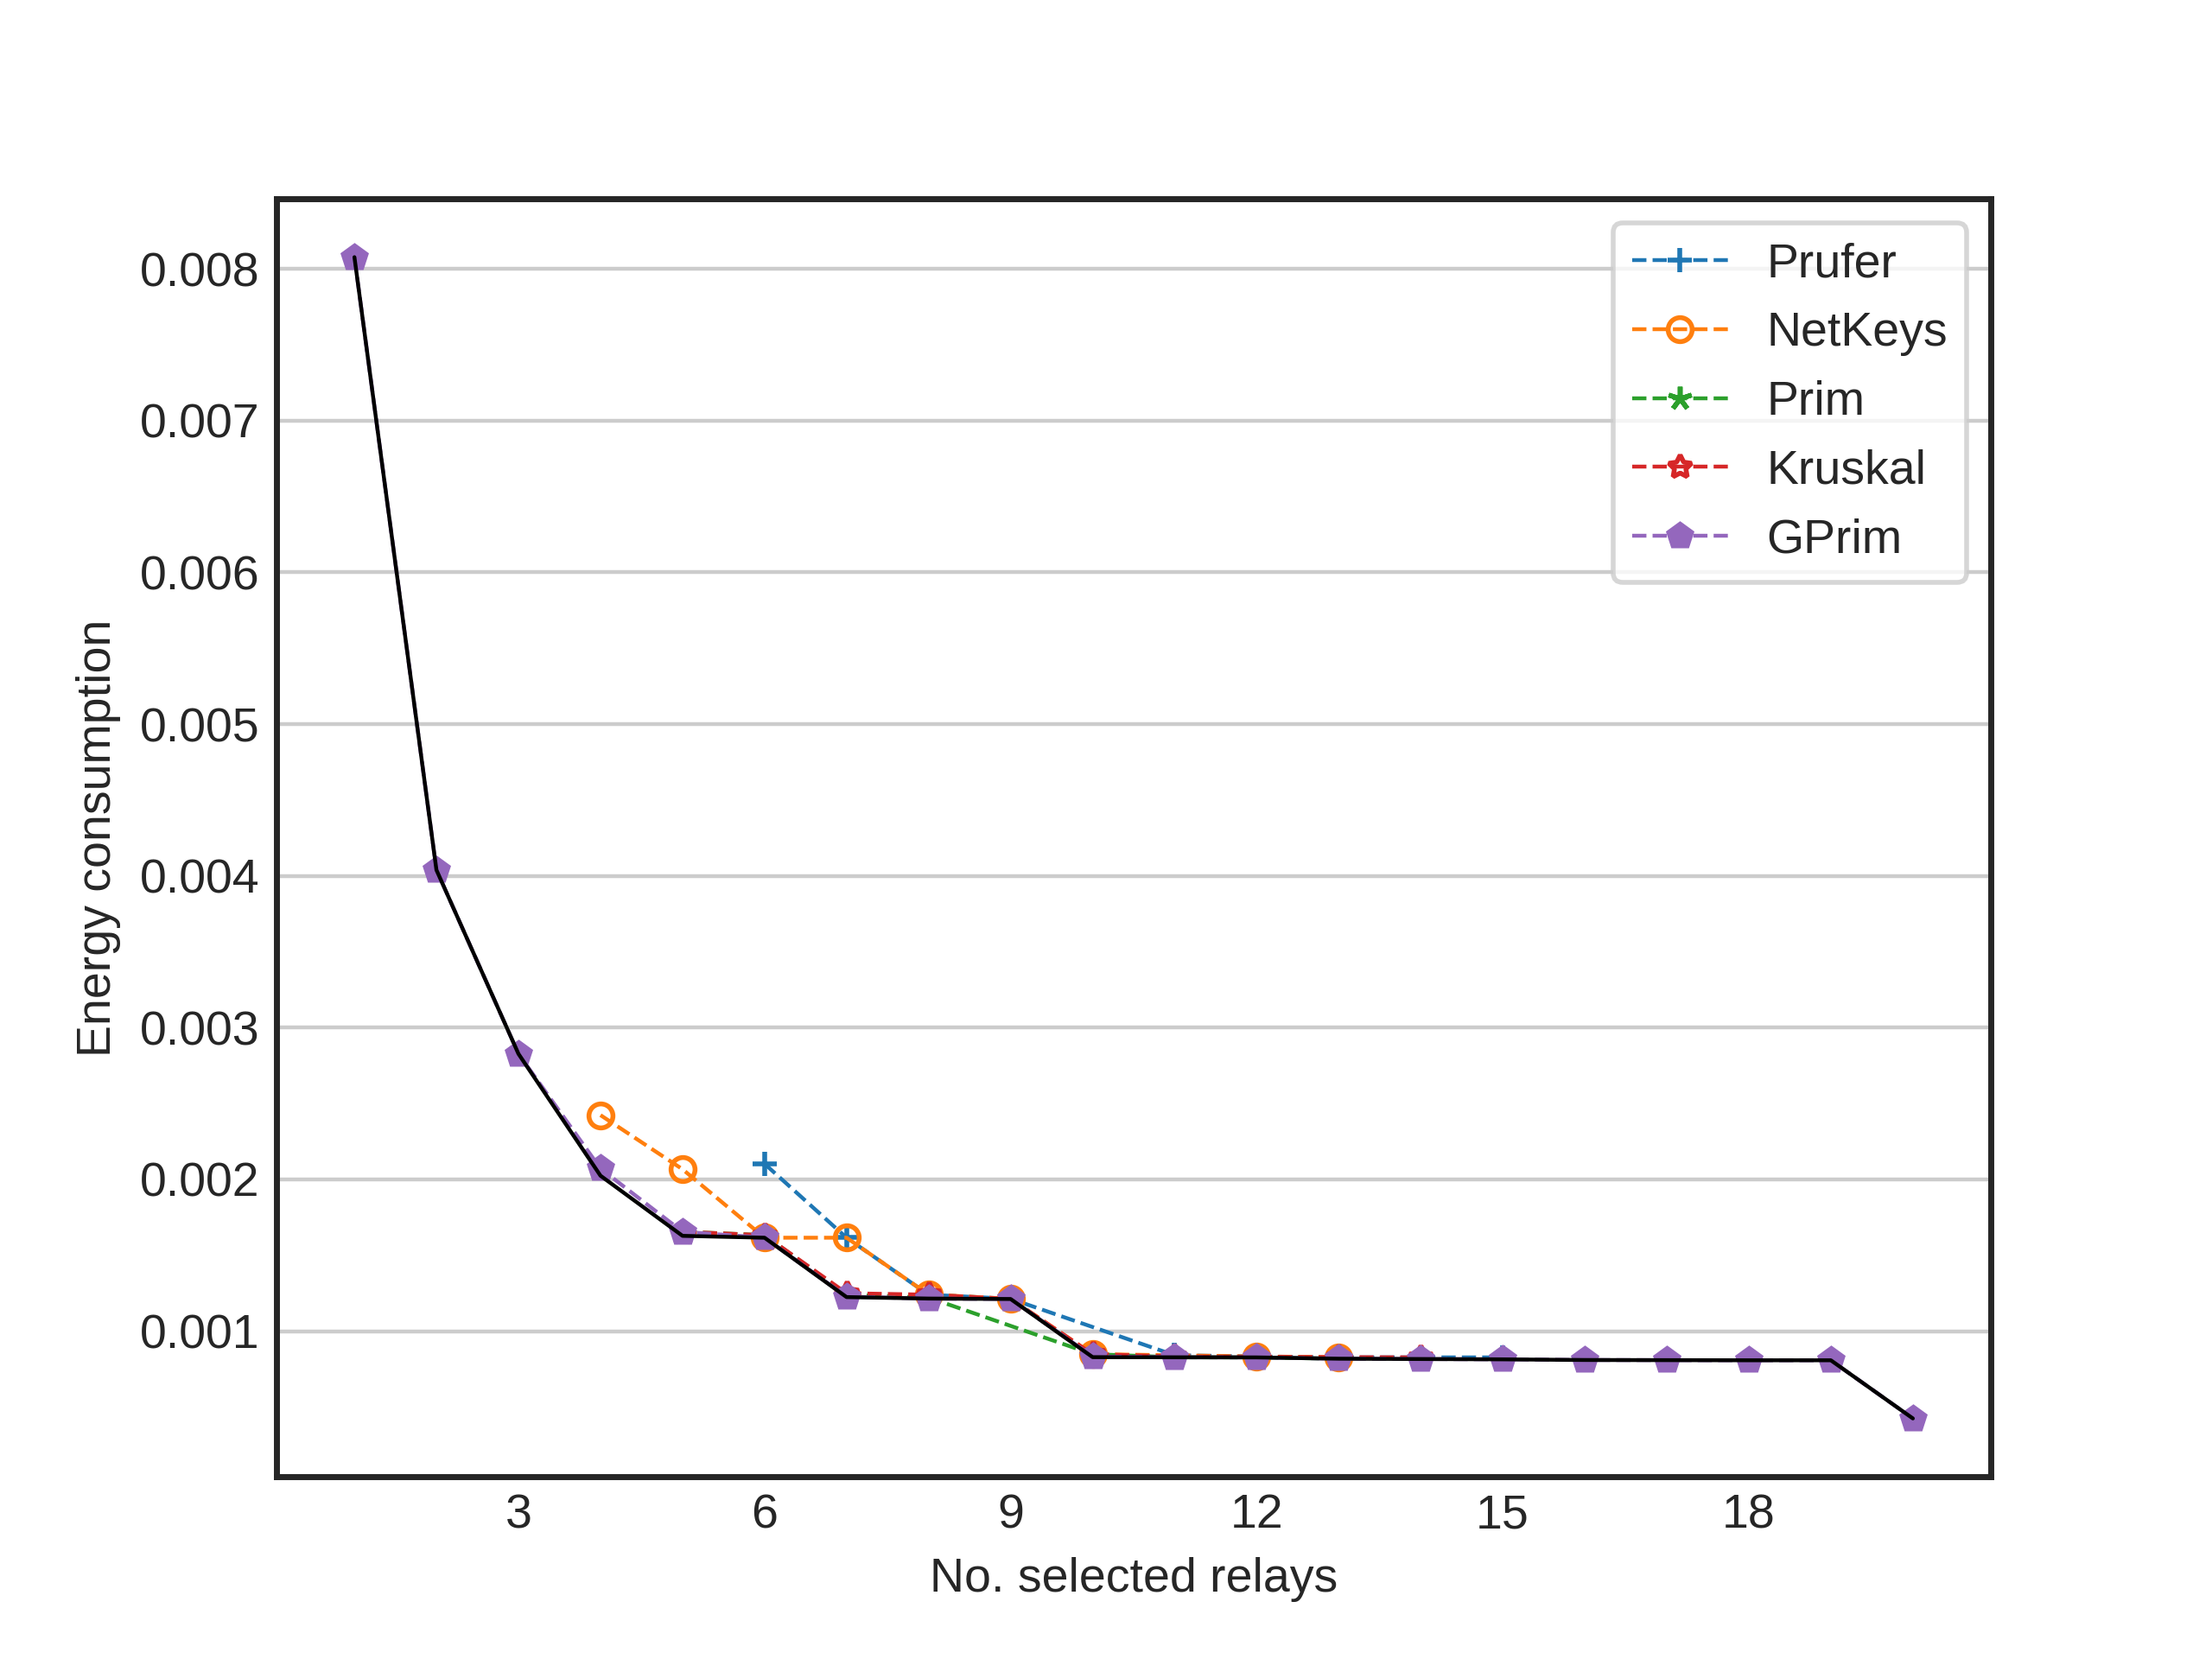 0.008
0.007
0.006
0.005
0.004
0.003
0.002
0.001
Energy consumption
3 6 9 12 15 18
No. selected relays
Prufer
NetKeys
Prim
Kruskal
GPrim